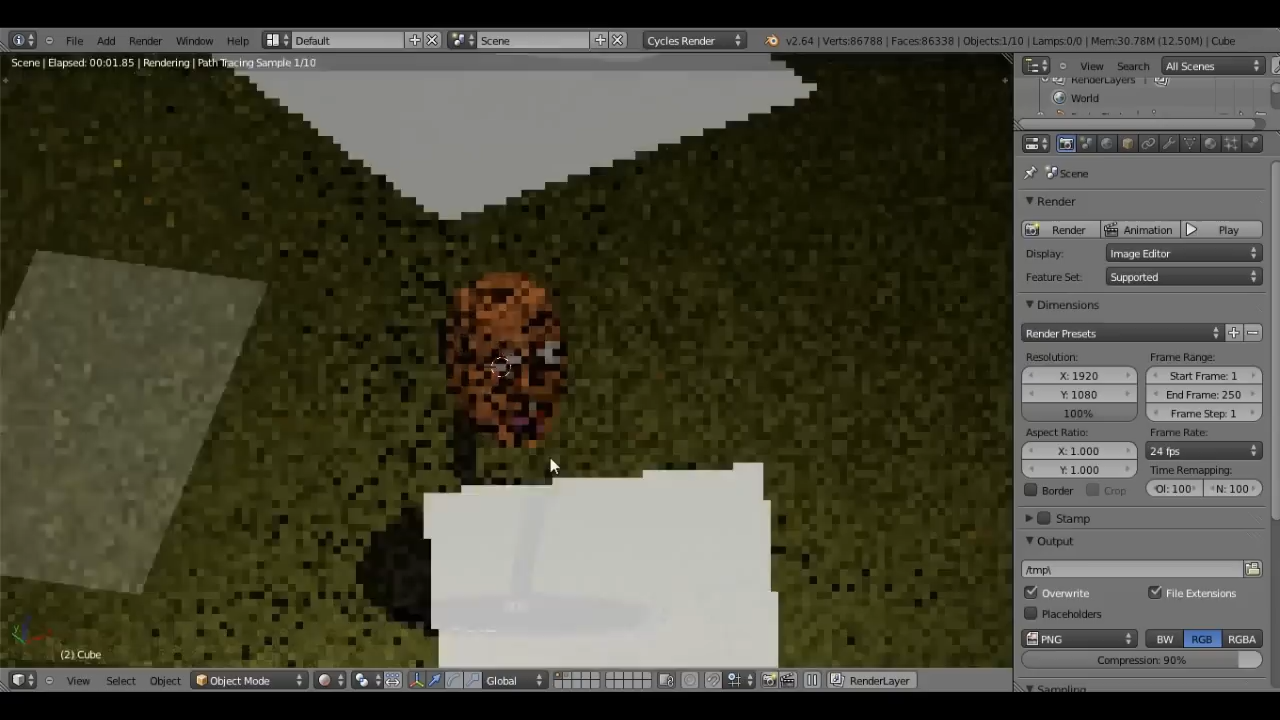 File Add Render Window Help Default Scene Cycles Render v2.64 | Verts:86788 | Faces:86338 | Objects:1/10 | Lamps:0/0 | Mem:30.78M (12.50M) | Cube
Scene | Elapsed: 00:01.85 | Rendering | Path Tracing Sample 1/10
View Search All Scenes
RenderLayers
World
Scene
Render
Render Animation Play
Display: Image Editor
Feature Set: Supported
Dimensions
Render Presets
Resolution: Frame Range:
X: 1920 Start Frame: 1
Y: 1080 End Frame: 250
100% Frame Step: 1
Aspect Ratio: Frame Rate:
X: 1.000 24 fps
Y: 1.000 Time Remapping:
Border Crop Ol: 100 N: 100
Stamp
Output
/tmp\
Overwrite File Extensions
Placeholders
PNG BW RGB RGBA
Compression: 90%
Sampling
(2) Cube
View Select Object Object Mode Global RenderLayer